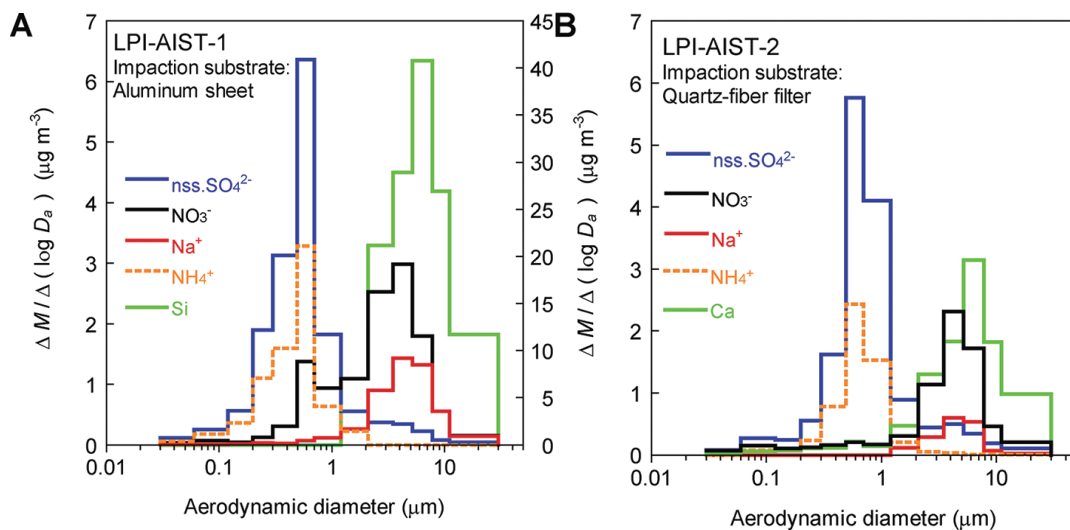 A
LPI-AIST-1
Impaction substrate:
Aluminum sheet
nss.SO₄²⁻
NO₃⁻
Na⁺
NH₄⁺
Si
7
6
5
4
3
2
1
0
Δ M / Δ ( log Dₐ ) (μg m⁻³)
45
40
35
30
25
20
15
10
5
0
Δ M / Δ ( log Dₐ ) (μg m⁻³)
0.01
0.1
1
10
Aerodynamic diameter (μm)
B
LPI-AIST-2
Impaction substrate:
Quartz-fiber filter
nss.SO₄²⁻
NO₃⁻
Na⁺
NH₄⁺
Ca
7
6
5
4
3
2
1
0
0.01
0.1
1
10
Aerodynamic diameter (μm)